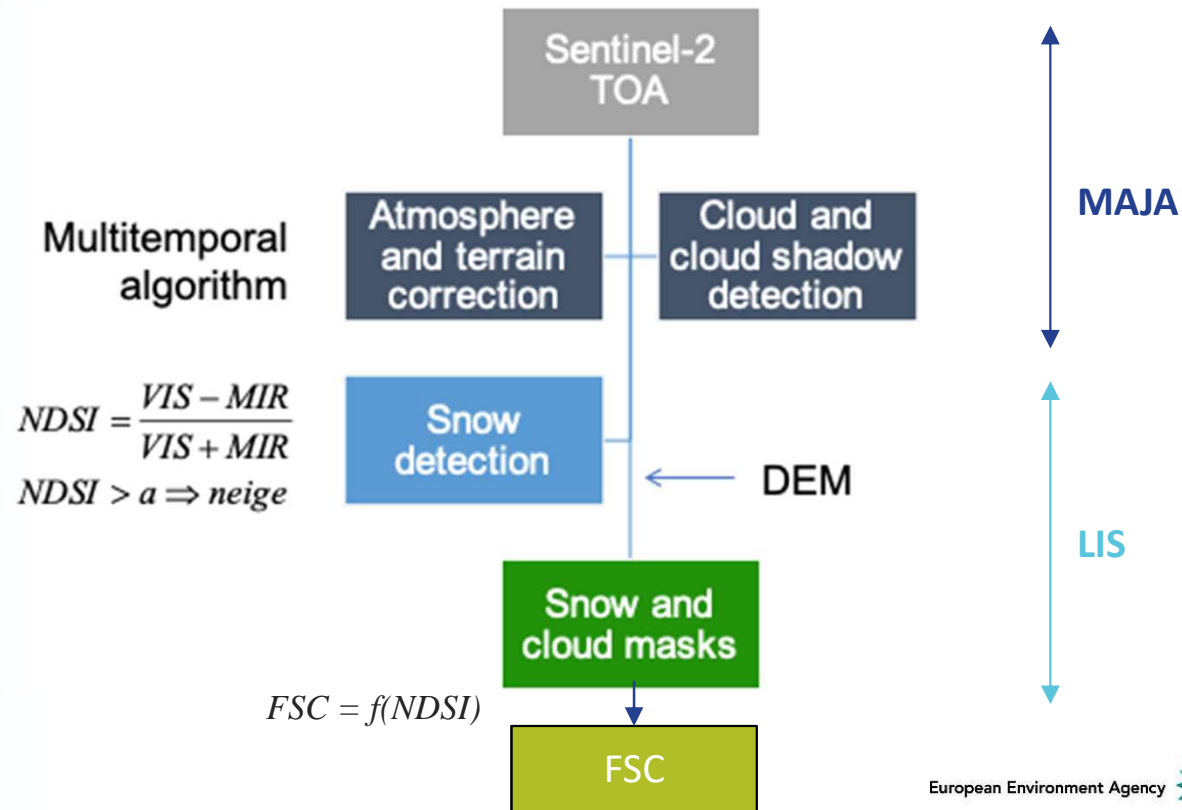 Sentinel-2
TOA
MAJA
Multitemporal
algorithm
Atmosphere
and terrain
correction
Cloud and
cloud shadow
detection
NDSI = (VIS − MIR) / (VIS + MIR)
NDSI > a ⇒ neige
Snow
detection
DEM
LIS
Snow and
cloud masks
FSC = f(NDSI)
FSC
European Environment Agency